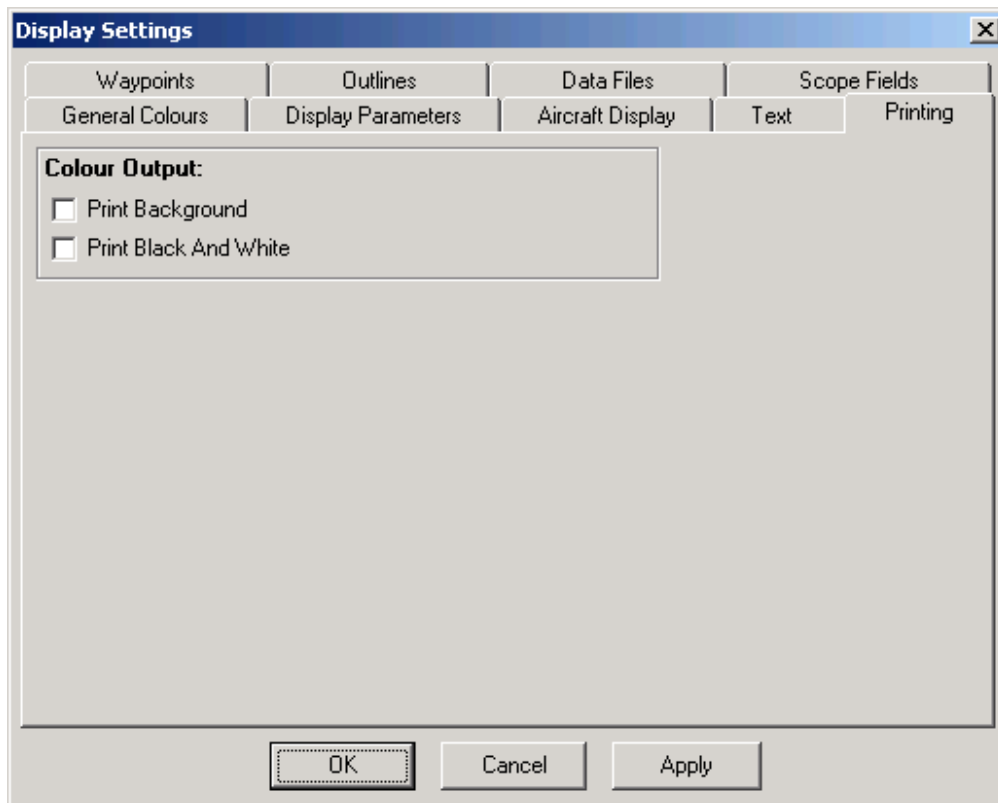 Display Settings
Waypoints Outlines Data Files Scope Fields
General Colours Display Parameters Aircraft Display Text Printing
Colour Output:
Print Background
Print Black And White
OK Cancel Apply